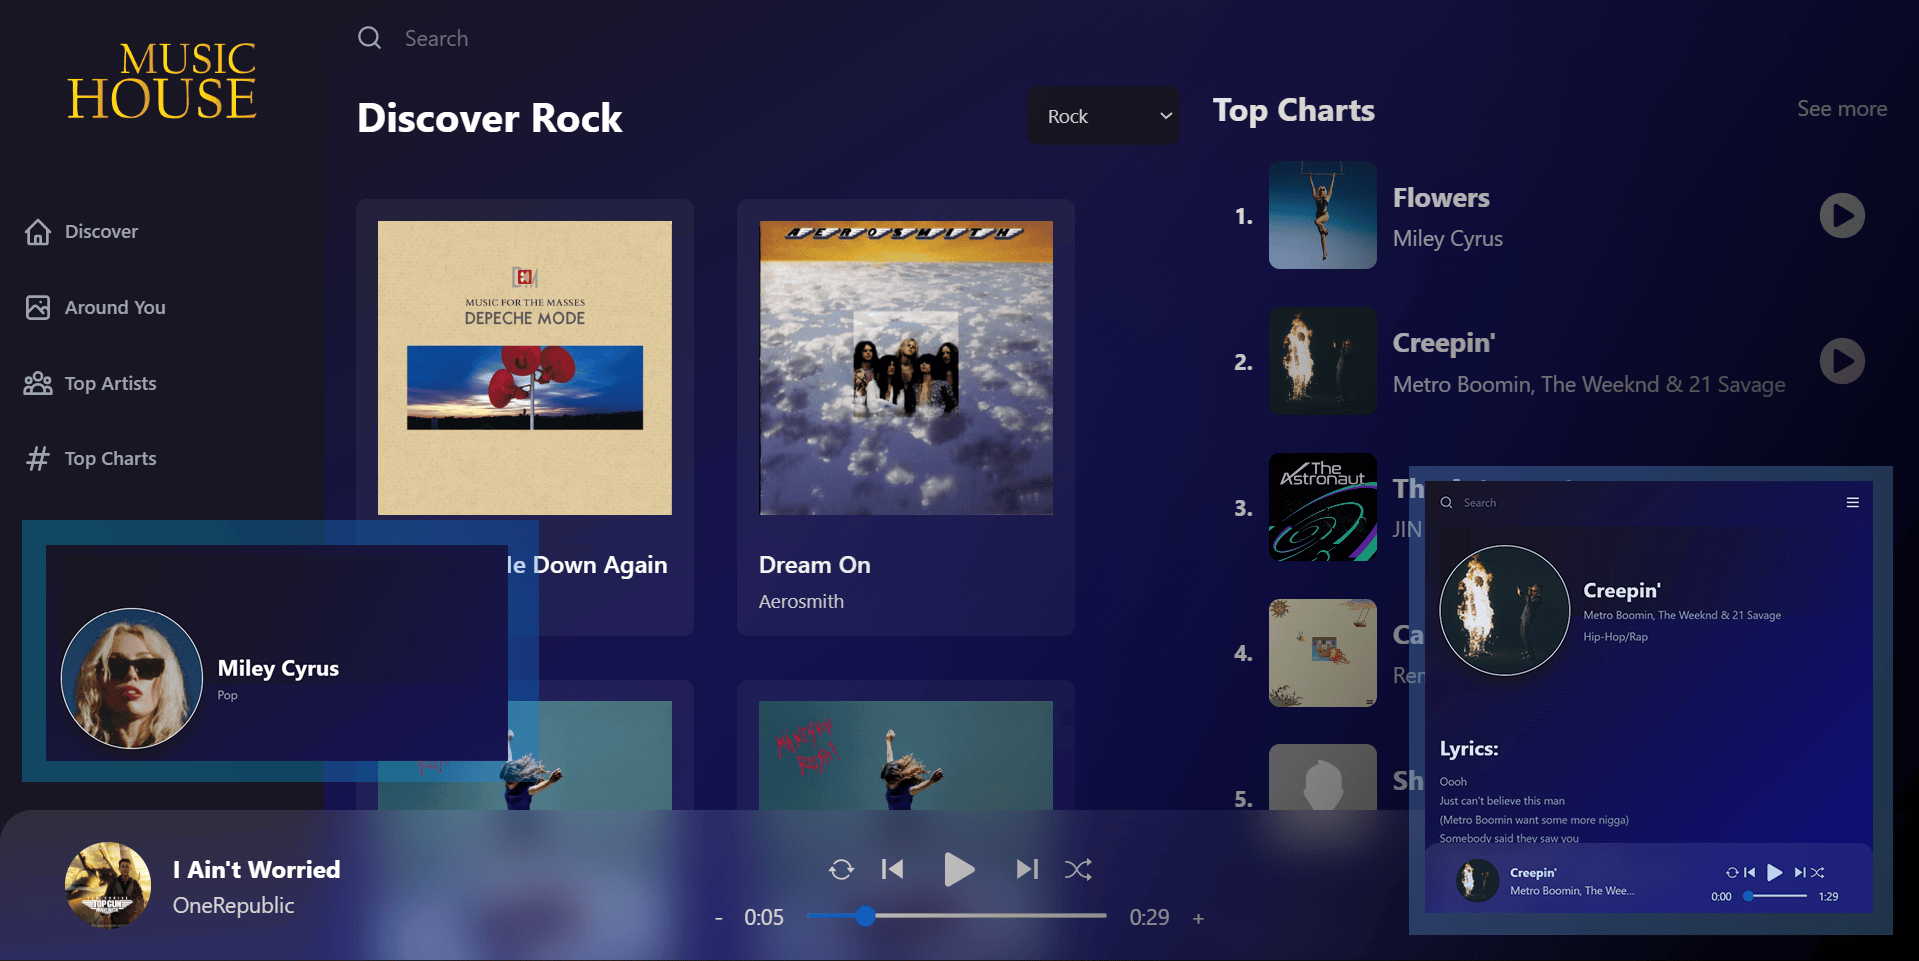 MUSIC
HOUSE
Discover
Around You
Top Artists
Top Charts
Search
Discover Rock
Rock
MUSIC FOR THE MASSES
DEPECHE MODE
le Down Again
AEROSMITH
Dream On
Aerosmith
Miley Cyrus
Pop
Top Charts
See more
1.
Flowers
Miley Cyrus
2.
Creepin'
Metro Boomin, The Weeknd & 21 Savage
3.
The
Astronaut
Th
JIN
4.
Ca
Rer
5.
Sh
Search
Creepin'
Metro Boomin, The Weeknd & 21 Savage
Hip-Hop/Rap
Lyrics:
Oooh
Just can't believe this man
(Metro Boomin want some more nigga)
Somebody said they saw you
Creepin'
Metro Boomin, The Wee...
0:00
1:29
TOP GUN
I Ain't Worried
OneRepublic
- 0:05 0:29 +